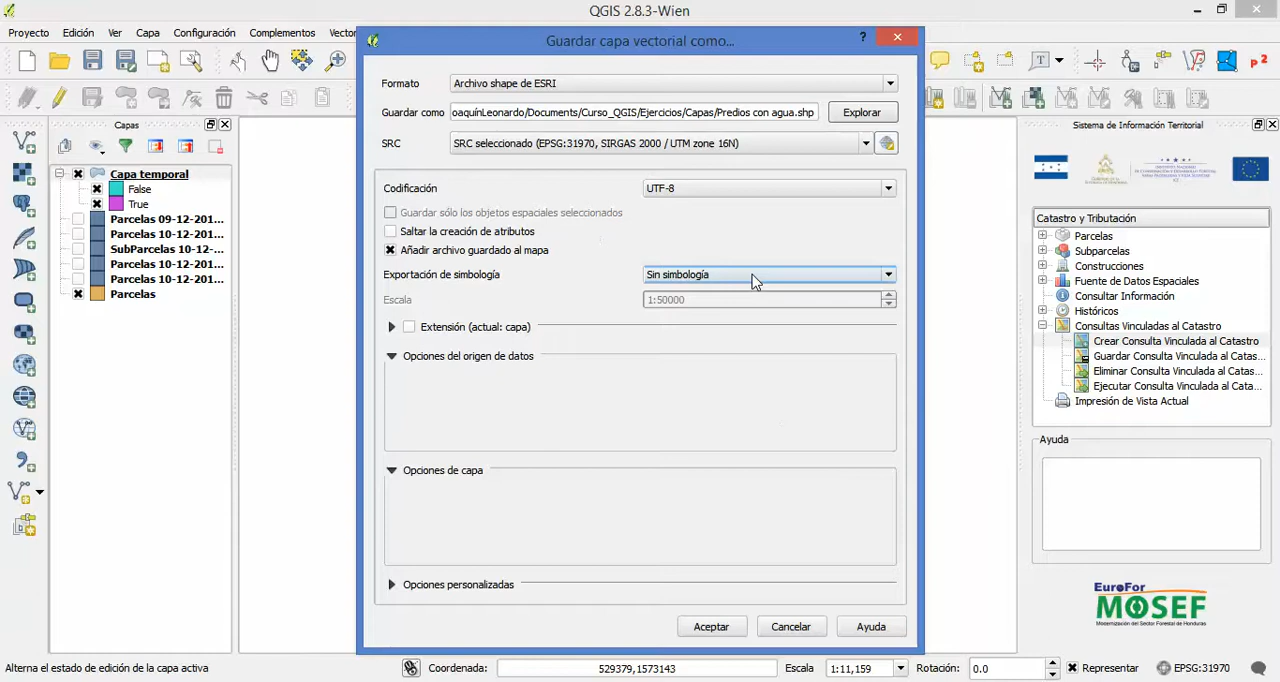 QGIS 2.8.3-Wien
Proyecto Edición Ver Capa Configuración Complementos Vector
Guardar capa vectorial como...
?
Formato Archivo shape de ESRI
Guardar como oaquínLeonardo/Documents/Curso_QGIS/Ejercicios/Capas/Predios con agua.shp Explorar
SRC SRC seleccionado (EPSG:31970, SIRGAS 2000 / UTM zone 16N)
Codificación UTF-8
Guardar sólo los objetos espaciales seleccionados
Saltar la creación de atributos
Añadir archivo guardado al mapa
Exportación de simbología Sin simbología
Escala 1:50000
Extensión (actual: capa)
Opciones del origen de datos
Opciones de capa
Opciones personalizadas
Aceptar Cancelar Ayuda
Capas
Capa temporal
False
True
Parcelas 09-12-201...
Parcelas 10-12-201...
SubParcelas 10-12-...
Parcelas 10-12-201...
Parcelas 10-12-201...
Parcelas
T
P 2
Sistema de Información Territorial
Catastro y Tributación
Parcelas
Subparcelas
Construcciones
Fuente de Datos Espaciales
Consultar Información
Históricos
Consultas Vinculadas al Catastro
Crear Consulta Vinculada al Catastro
Guardar Consulta Vinculada al Catas...
Eliminar Consulta Vinculada al Catas...
Ejecutar Consulta Vinculada al Cata...
Impresión de Vista Actual
Ayuda
EuroFor
MOSEF
Modernización del Sector Forestal de Honduras
Alterna el estado de edición de la capa activa Coordenada: 529379,1573143 Escala 1:11,159 Rotación: 0.0 Representar EPSG:31970